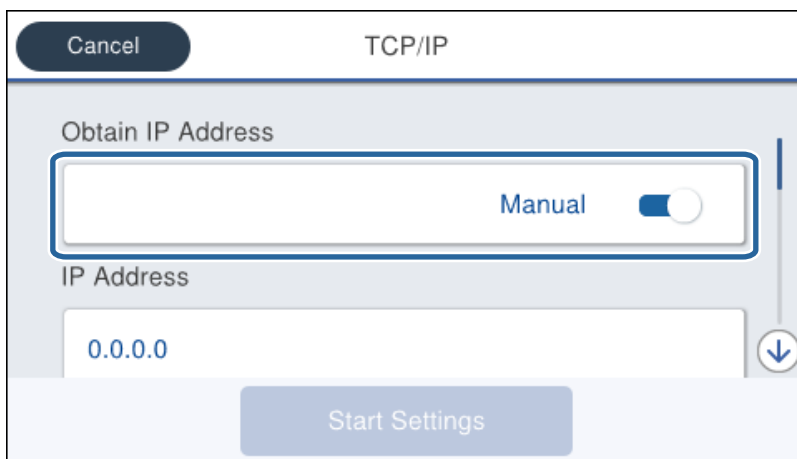 Cancel
TCP/IP
Obtain IP Address
Manual
IP Address
0.0.0.0
Start Settings